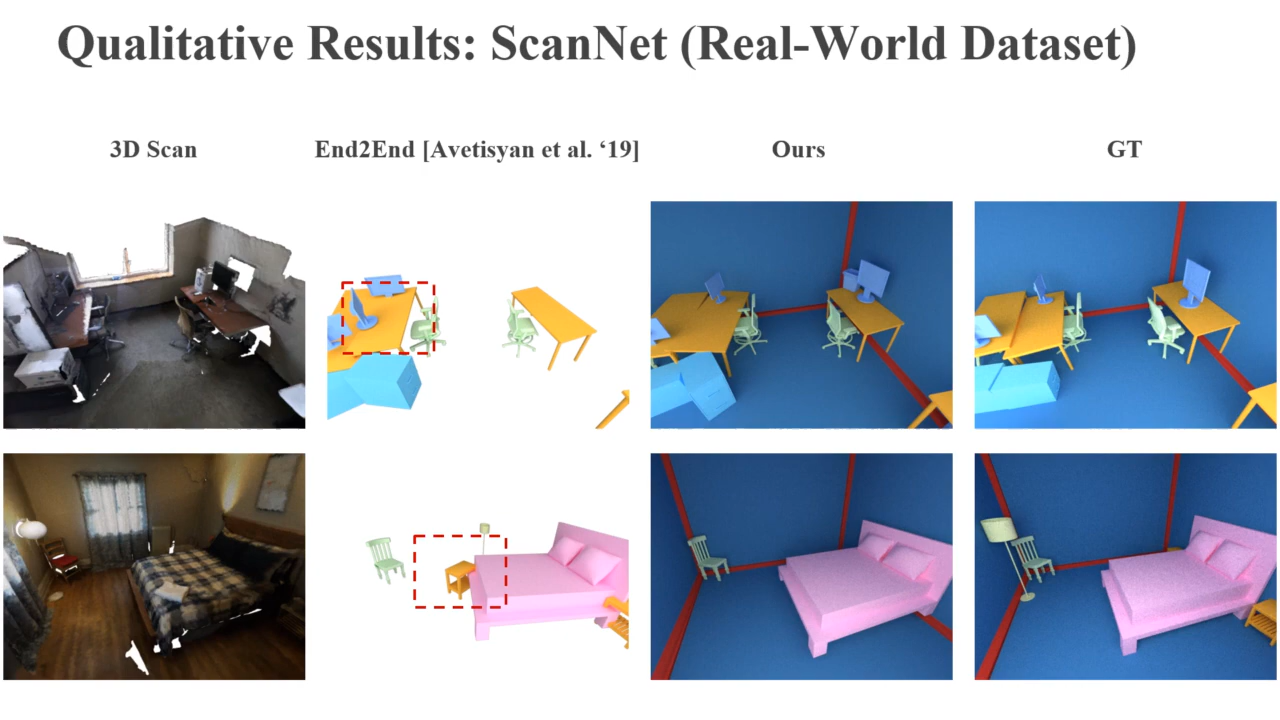 Qualitative Results: ScanNet (Real-World Dataset)
3D Scan
End2End [Avetisyan et al. ‘19]
Ours
GT